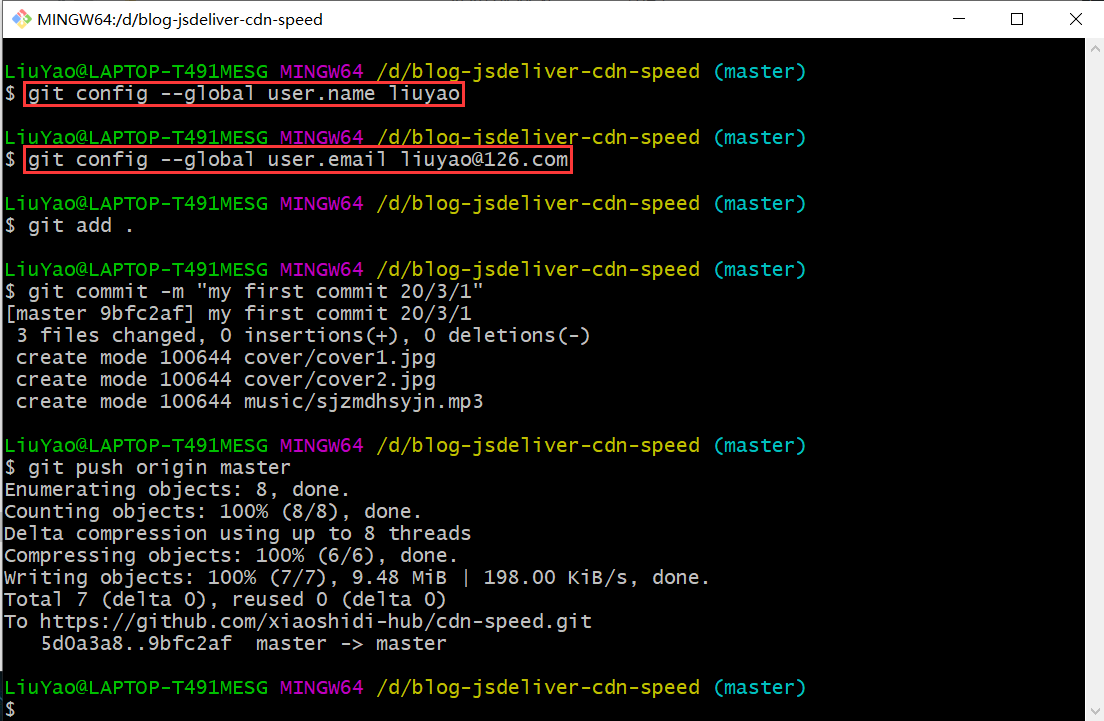 MINGW64:/d/blog-jsdeliver-cdn-speed
LiuYao@LAPTOP-T491MESG MINGW64 /d/blog-jsdeliver-cdn-speed (master)
$ git config --global user.name liuyao
LiuYao@LAPTOP-T491MESG MINGW64 /d/blog-jsdeliver-cdn-speed (master)
$ git config --global user.email liuyao@126.com
LiuYao@LAPTOP-T491MESG MINGW64 /d/blog-jsdeliver-cdn-speed (master)
$ git add .
LiuYao@LAPTOP-T491MESG MINGW64 /d/blog-jsdeliver-cdn-speed (master)
$ git commit -m "my first commit 20/3/1"
[master 9bfc2af] my first commit 20/3/1
3 files changed, 0 insertions(+), 0 deletions(-)
create mode 100644 cover/cover1.jpg
create mode 100644 cover/cover2.jpg
create mode 100644 music/sjzmdhsyjn.mp3
LiuYao@LAPTOP-T491MESG MINGW64 /d/blog-jsdeliver-cdn-speed (master)
$ git push origin master
Enumerating objects: 8, done.
Counting objects: 100% (8/8), done.
Delta compression using up to 8 threads
Compressing objects: 100% (6/6), done.
Writing objects: 100% (7/7), 9.48 MiB | 198.00 KiB/s, done.
Total 7 (delta 0), reused 0 (delta 0)
To https://github.com/xiaoshidi-hub/cdn-speed.git
5d0a3a8..9bfc2af  master -> master
LiuYao@LAPTOP-T491MESG MINGW64 /d/blog-jsdeliver-cdn-speed (master)
$